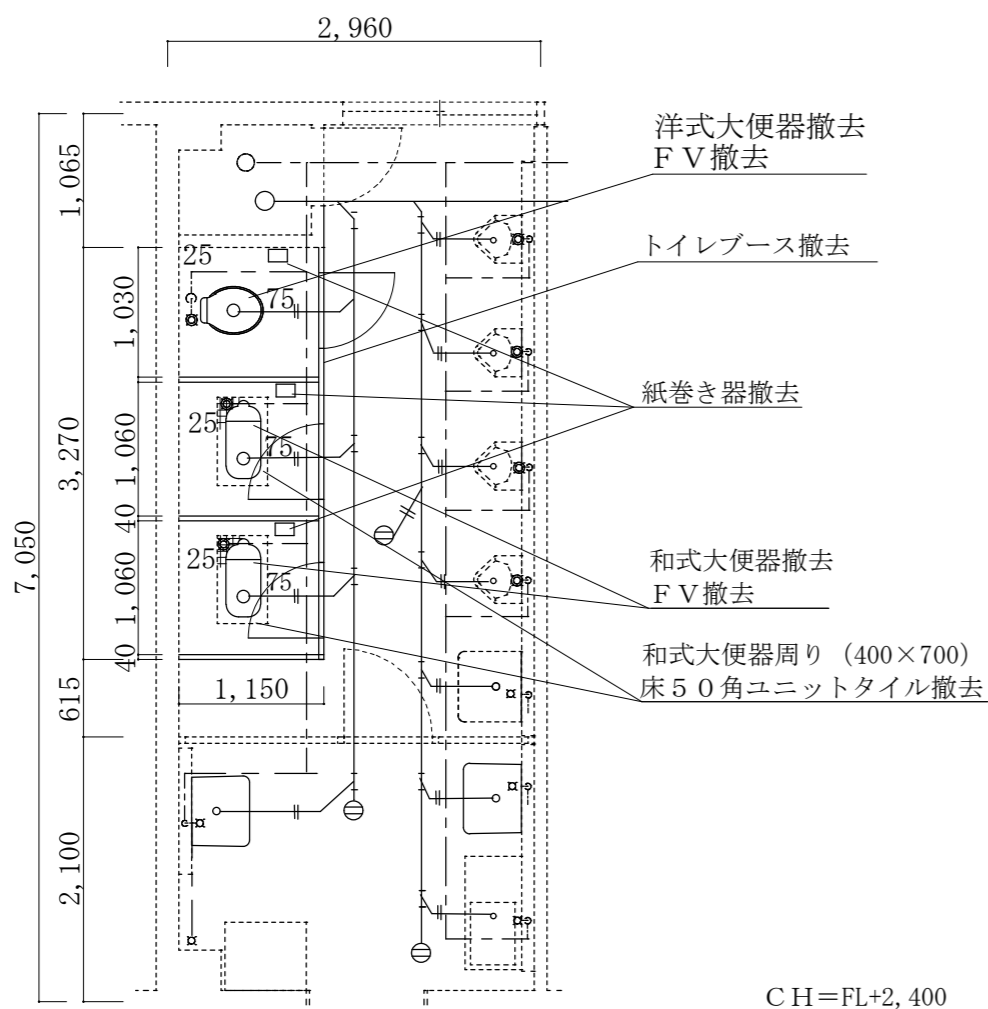 2,960
洋式大便器撤去
ＦＶ撤去
1,065
トイレブース撤去
25
75
1,030
紙巻き器撤去
25
75
3,270
1,060
40
7,050
和式大便器撤去
ＦＶ撤去
25
75
1,060
40
和式大便器周り（400×700）
床５０角ユニットタイル撤去
1,150
615
2,100
ＣＨ＝FL+2,400